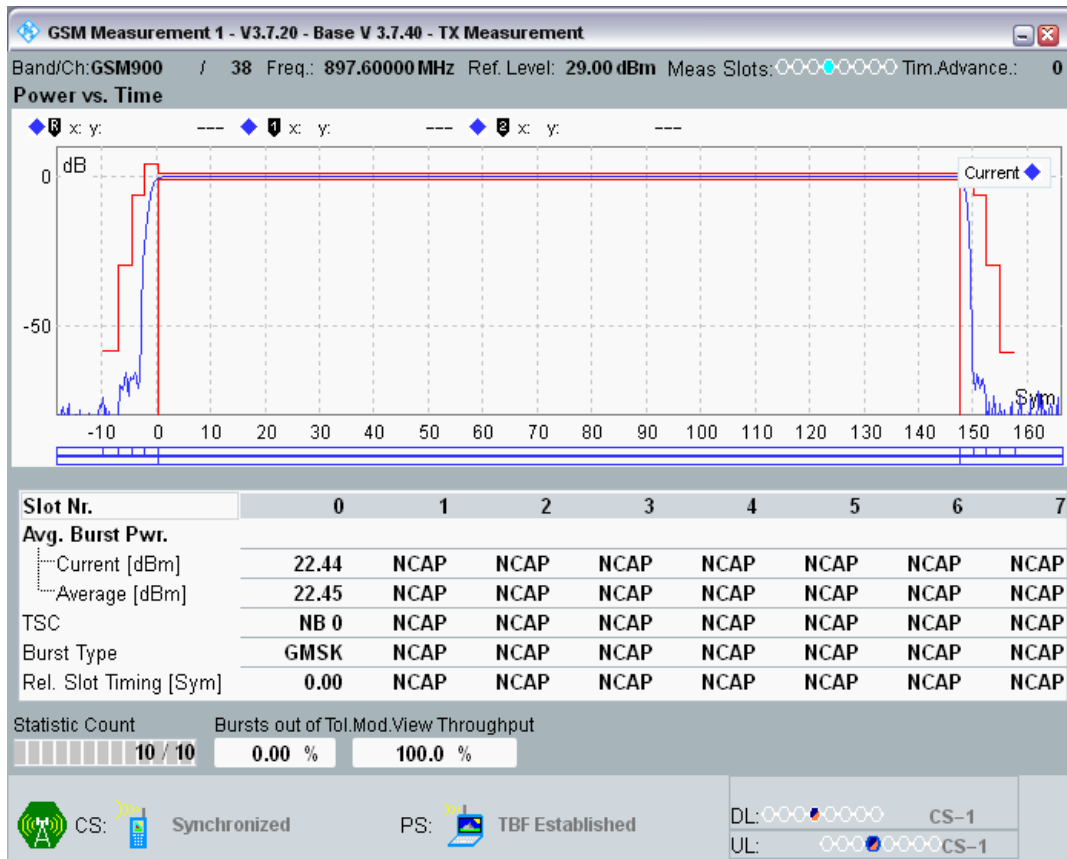 GSM Measurement 1 - V3.7.20 - Base V 3.7.40 - TX Measurement
Band/Ch:GSM900 / 38 Freq.: 897.60000 MHz Ref. Level: 29.00 dBm Meas Slots: Tim.Advance.: 0
Power vs. Time
R x: y: --- 1 x: y: --- 2 x: y: ---
dB
Current
0
-50
Sym
-10 0 10 20 30 40 50 60 70 80 90 100 110 120 130 140 150 160
Slot Nr. 0 1 2 3 4 5 6 7
Avg. Burst Pwr.
Current [dBm] 22.44 NCAP NCAP NCAP NCAP NCAP NCAP NCAP
Average [dBm] 22.45 NCAP NCAP NCAP NCAP NCAP NCAP NCAP
TSC NB 0 NCAP NCAP NCAP NCAP NCAP NCAP NCAP
Burst Type GMSK NCAP NCAP NCAP NCAP NCAP NCAP NCAP
Rel. Slot Timing [Sym] 0.00 NCAP NCAP NCAP NCAP NCAP NCAP NCAP
Statistic Count Bursts out of Tol.Mod.View Throughput
10 / 10 0.00 % 100.0 %
CS: Synchronized PS: TBF Established DL: CS-1
UL: CS-1